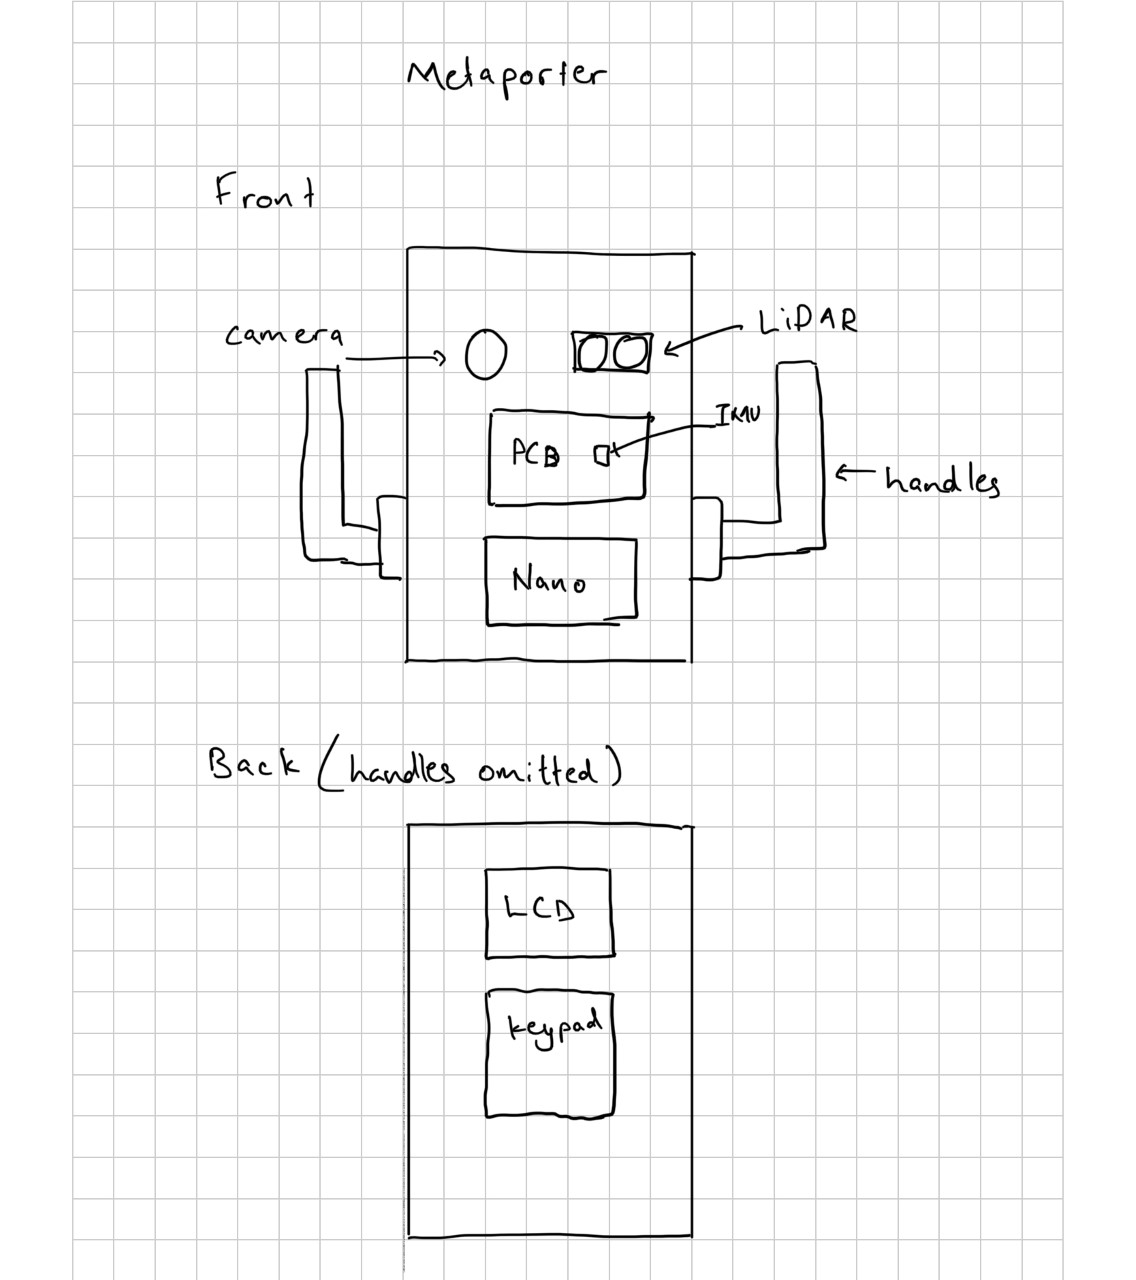 Metaporter
Front
camera
LiDAR
IMU
PCB
handles
Nano
Back (handles omitted)
LCD
keypad